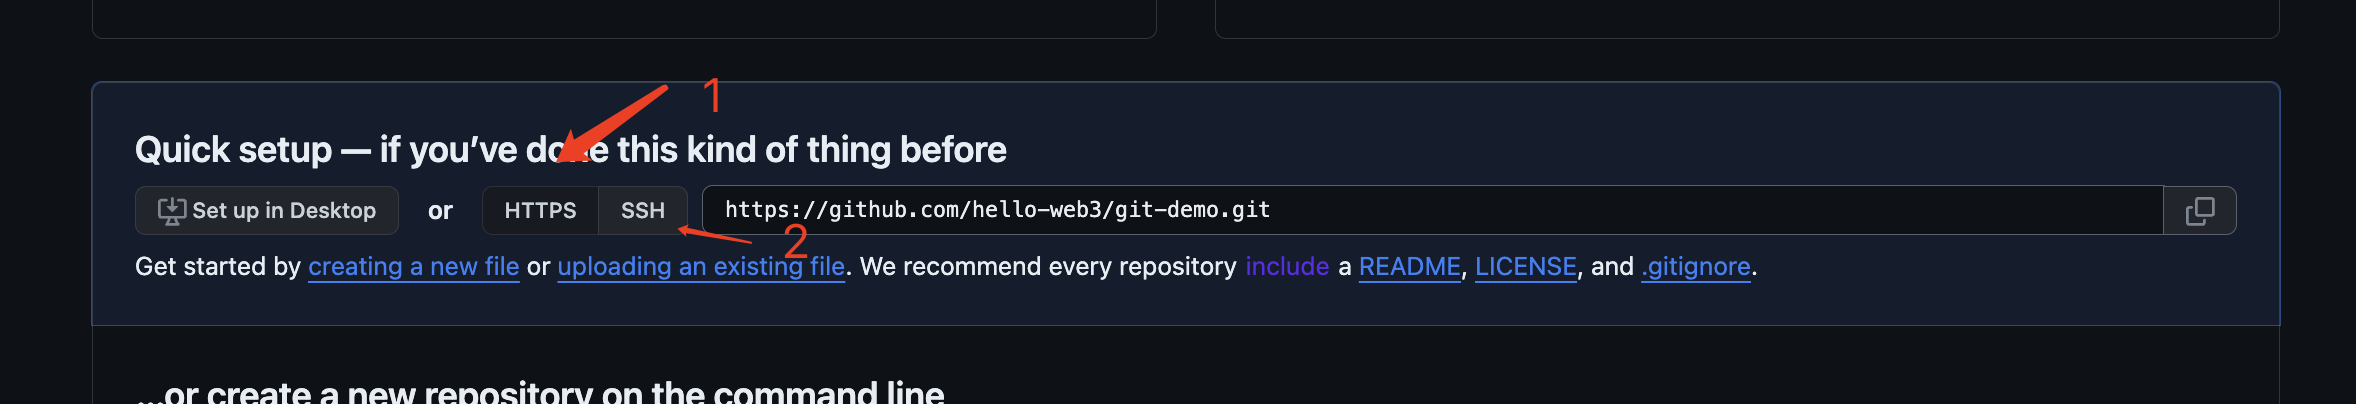 1
Quick setup — if you’ve done this kind of thing before
Set up in Desktop or HTTPS SSH https://github.com/hello-web3/git-demo.git
2
Get started by creating a new file or uploading an existing file. We recommend every repository include a README, LICENSE, and .gitignore.
...or create a new repository on the command line